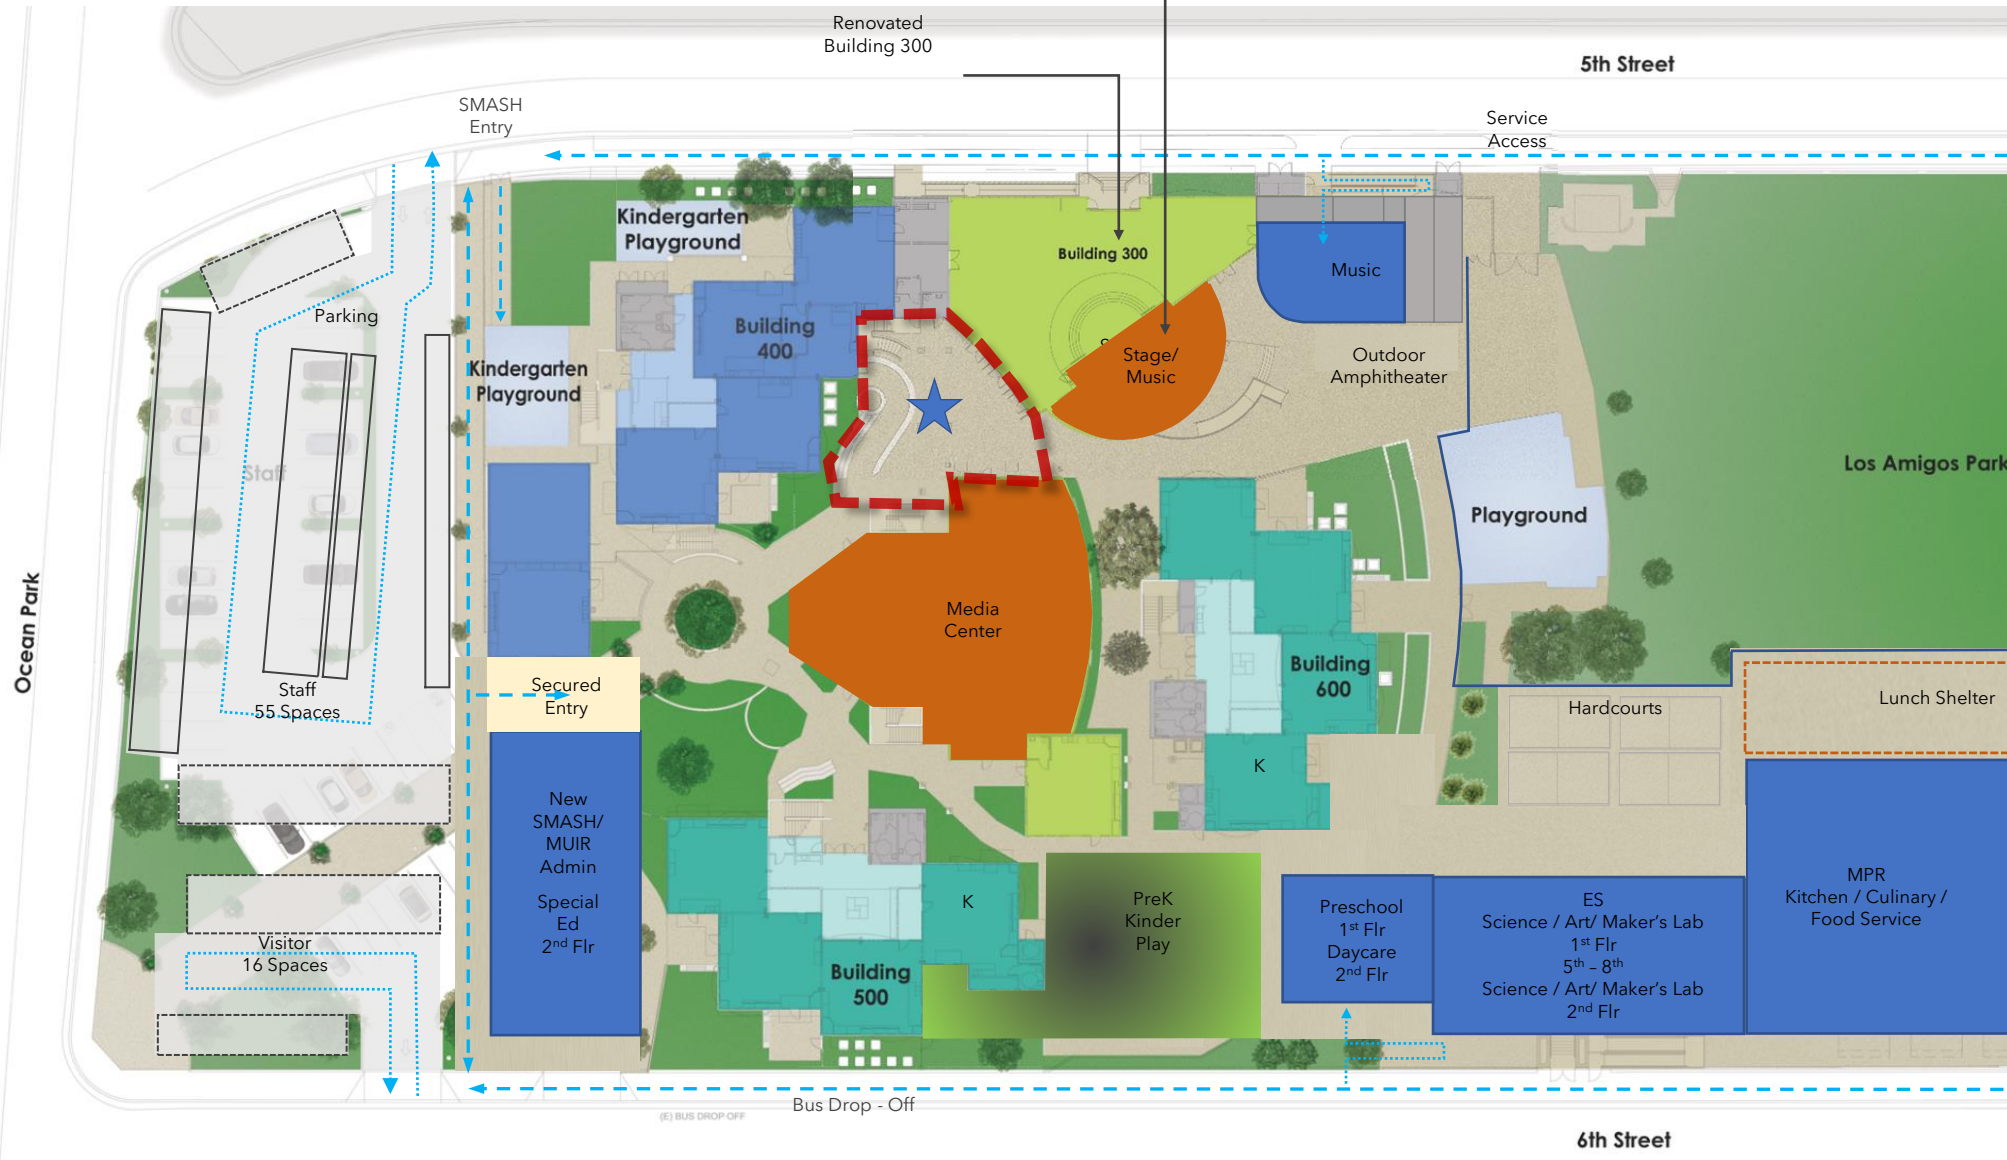 Renovated
Building 300
5th Street
SMASH
Entry
Service
Access
Kindergarten
Playground
Building 300
Music
Parking
Building
400
Kindergarten
Playground
Stage/
Music
Outdoor
Amphitheater
Staff
Los Amigos Park
Playground
Ocean Park
Media
Center
Building
600
Secured
Entry
Staff
55 Spaces
Hardcourts
Lunch Shelter
K
New
SMASH/
MUIR
Admin
Special
Ed
2nd Flr
K
PreK
Kinder
Play
Preschool
1st Flr
Daycare
2nd Flr
ES
Science / Art/ Maker's Lab
1st Flr
5th – 8th
Science / Art/ Maker's Lab
2nd Flr
MPR
Kitchen / Culinary /
Food Service
Visitor
16 Spaces
Building
500
Bus Drop - Off
(E) BUS DROP OFF
6th Street